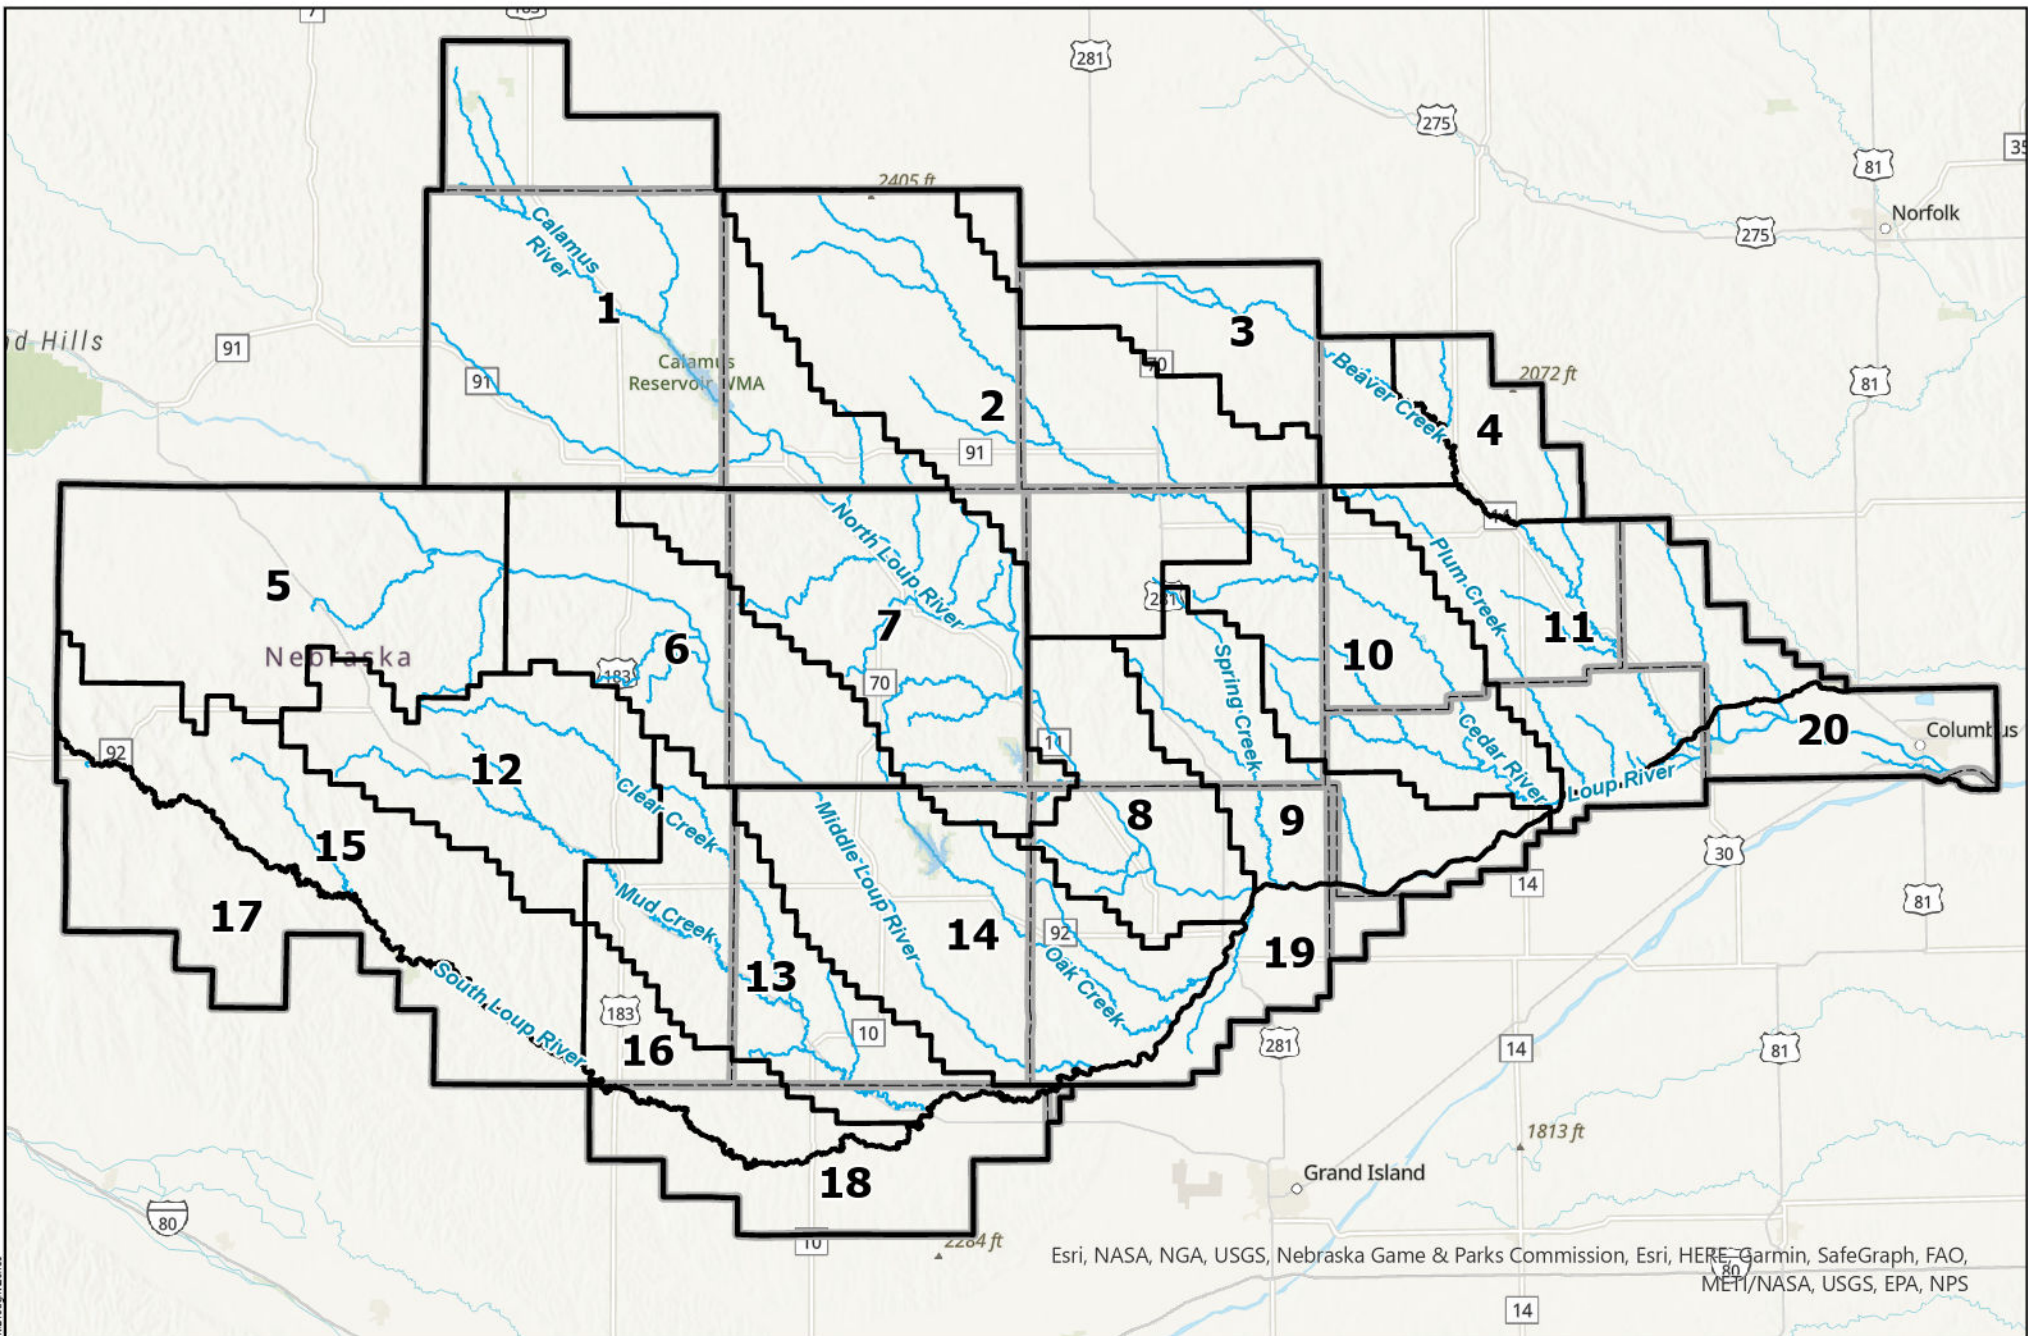 7
183
281
275
35
81
Norfolk
275
2405 ft
Calamus
River
1
3
d Hills
91
91
Calamus
Reservoir WMA
70
Beaver Creek
2072 ft
81
2
4
91
14
North Loup River
Plum Creek
5
281
7
6
11
10
Nebraska
183
70
Spring Creek
92
11
Cedar River
20
Columbus
12
Clear Creek
Loup River
Middle Loup River
8
9
15
30
14
Mud Creek
81
17
14
92
19
Oak Creek
13
South Loup River
183
10
16
281
14
81
1813 ft
Grand Island
18
80
10
2284 ft
Esri, NASA, NGA, USGS, Nebraska Game & Parks Commission, Esri, HERE, Garmin, SafeGraph, FAO,
80
METI/NASA, USGS, EPA, NPS
14